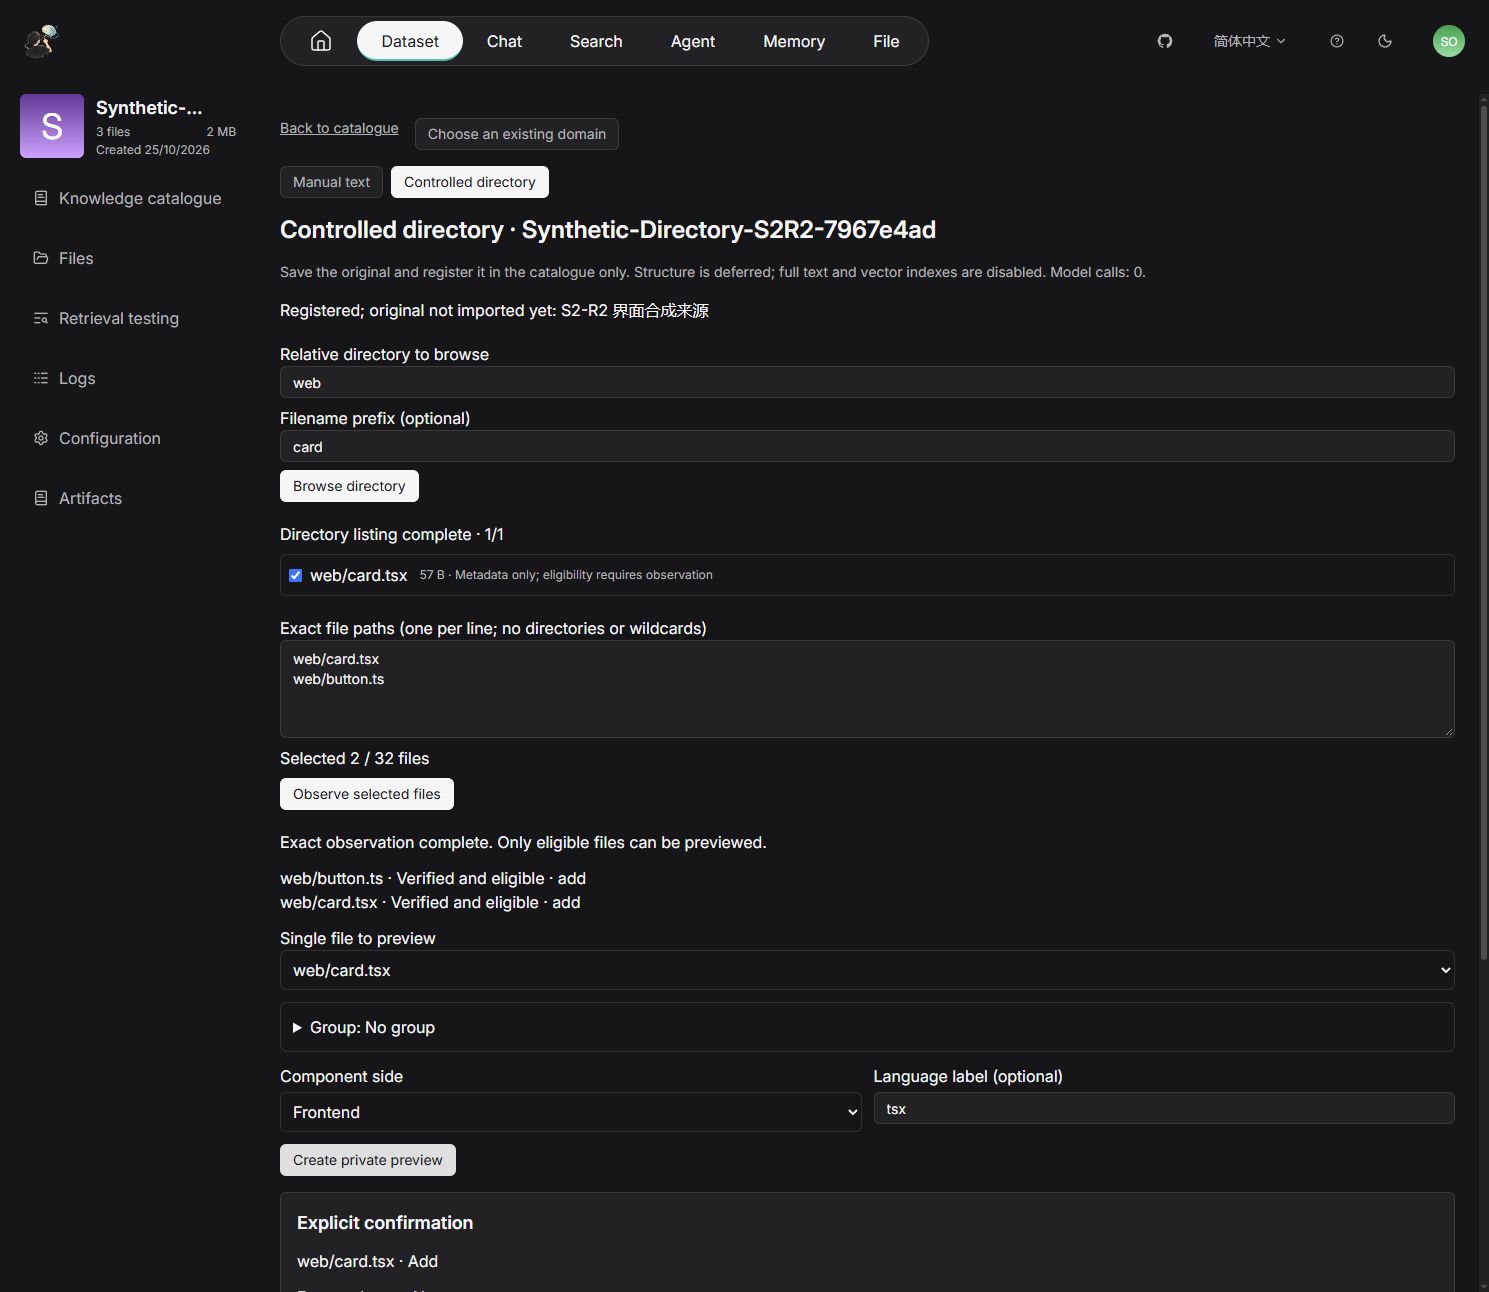 Dataset
Chat
Search
Agent
Memory
File
简体中文
SO
S
Synthetic-...
3 files
2 MB
Created 25/10/2026
Knowledge catalogue
Files
Retrieval testing
Logs
Configuration
Artifacts
Back to catalogue
Choose an existing domain
Manual text
Controlled directory
Controlled directory · Synthetic-Directory-S2R2-7967e4ad
Save the original and register it in the catalogue only. Structure is deferred; full text and vector indexes are disabled. Model calls: 0.
Registered; original not imported yet: S2-R2 界面合成来源
Relative directory to browse
web
Filename prefix (optional)
card
Browse directory
Directory listing complete · 1/1
web/card.tsx 57 B · Metadata only; eligibility requires observation
Exact file paths (one per line; no directories or wildcards)
web/card.tsx
web/button.ts
Selected 2 / 32 files
Observe selected files
Exact observation complete. Only eligible files can be previewed.
web/button.ts · Verified and eligible · add
web/card.tsx · Verified and eligible · add
Single file to preview
web/card.tsx
Group: No group
Component side
Frontend
Language label (optional)
tsx
Create private preview
Explicit confirmation
web/card.tsx · Add